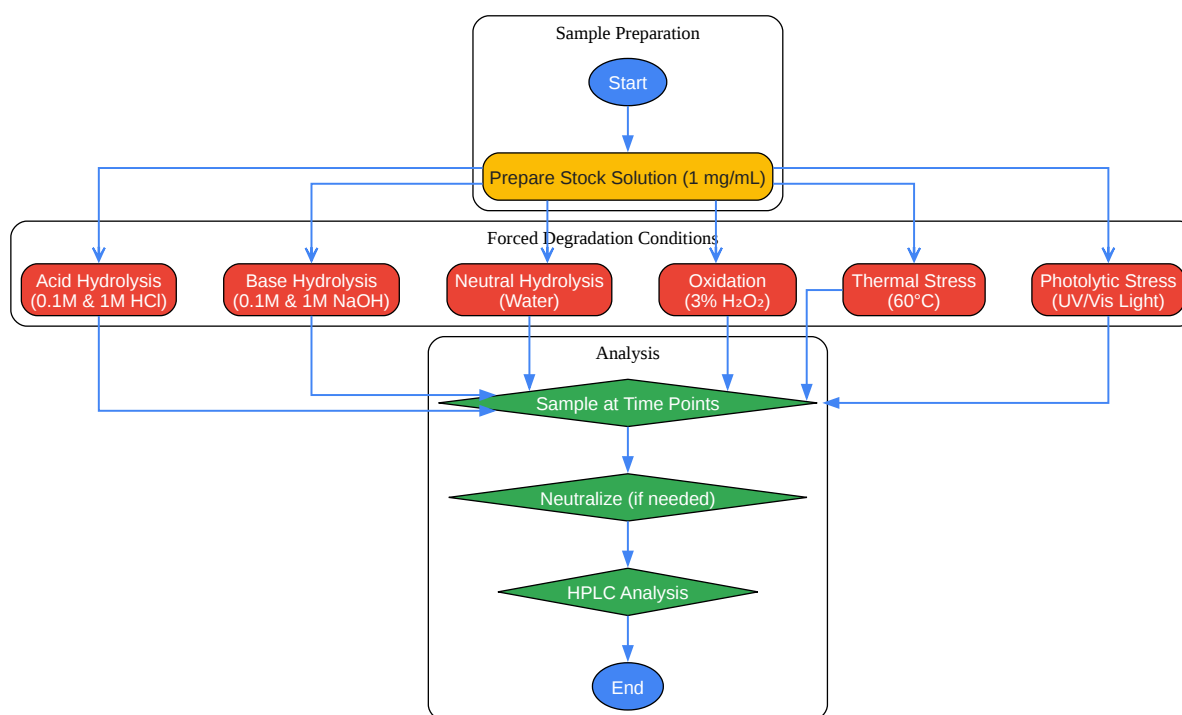 Sample Preparation
Start
Prepare Stock Solution (1 mg/mL)
Forced Degradation Conditions
Acid Hydrolysis
(0.1M & 1M HCl)
Base Hydrolysis
(0.1M & 1M NaOH)
Neutral Hydrolysis
(Water)
Oxidation
(3% H₂O₂)
Thermal Stress
(60°C)
Photolytic Stress
(UV/Vis Light)
Analysis
Sample at Time Points
Neutralize (if needed)
HPLC Analysis
End